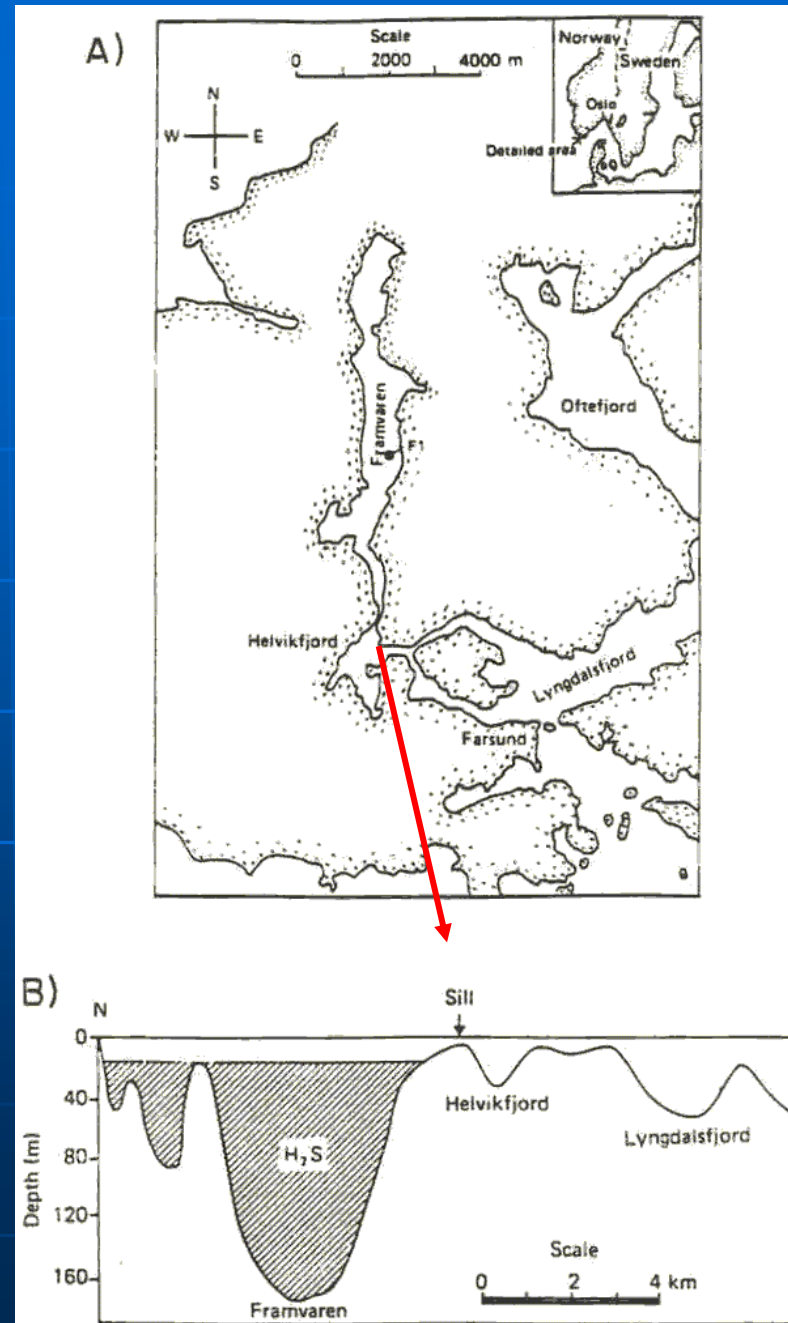 A)
Scale
0 2000 4000 m
N
W E
S
Norway
Sweden
Oslo
Detailed area
Framvaren
F1
Oftefjord
Helvikfjord
Lyngdalsfjord
Farsund
B)
N
Sill
0
40
80
120
160
Depth (m)
H₂S
Helvikfjord
Lyngdalsfjord
Framvaren
Scale
0 2 4 km